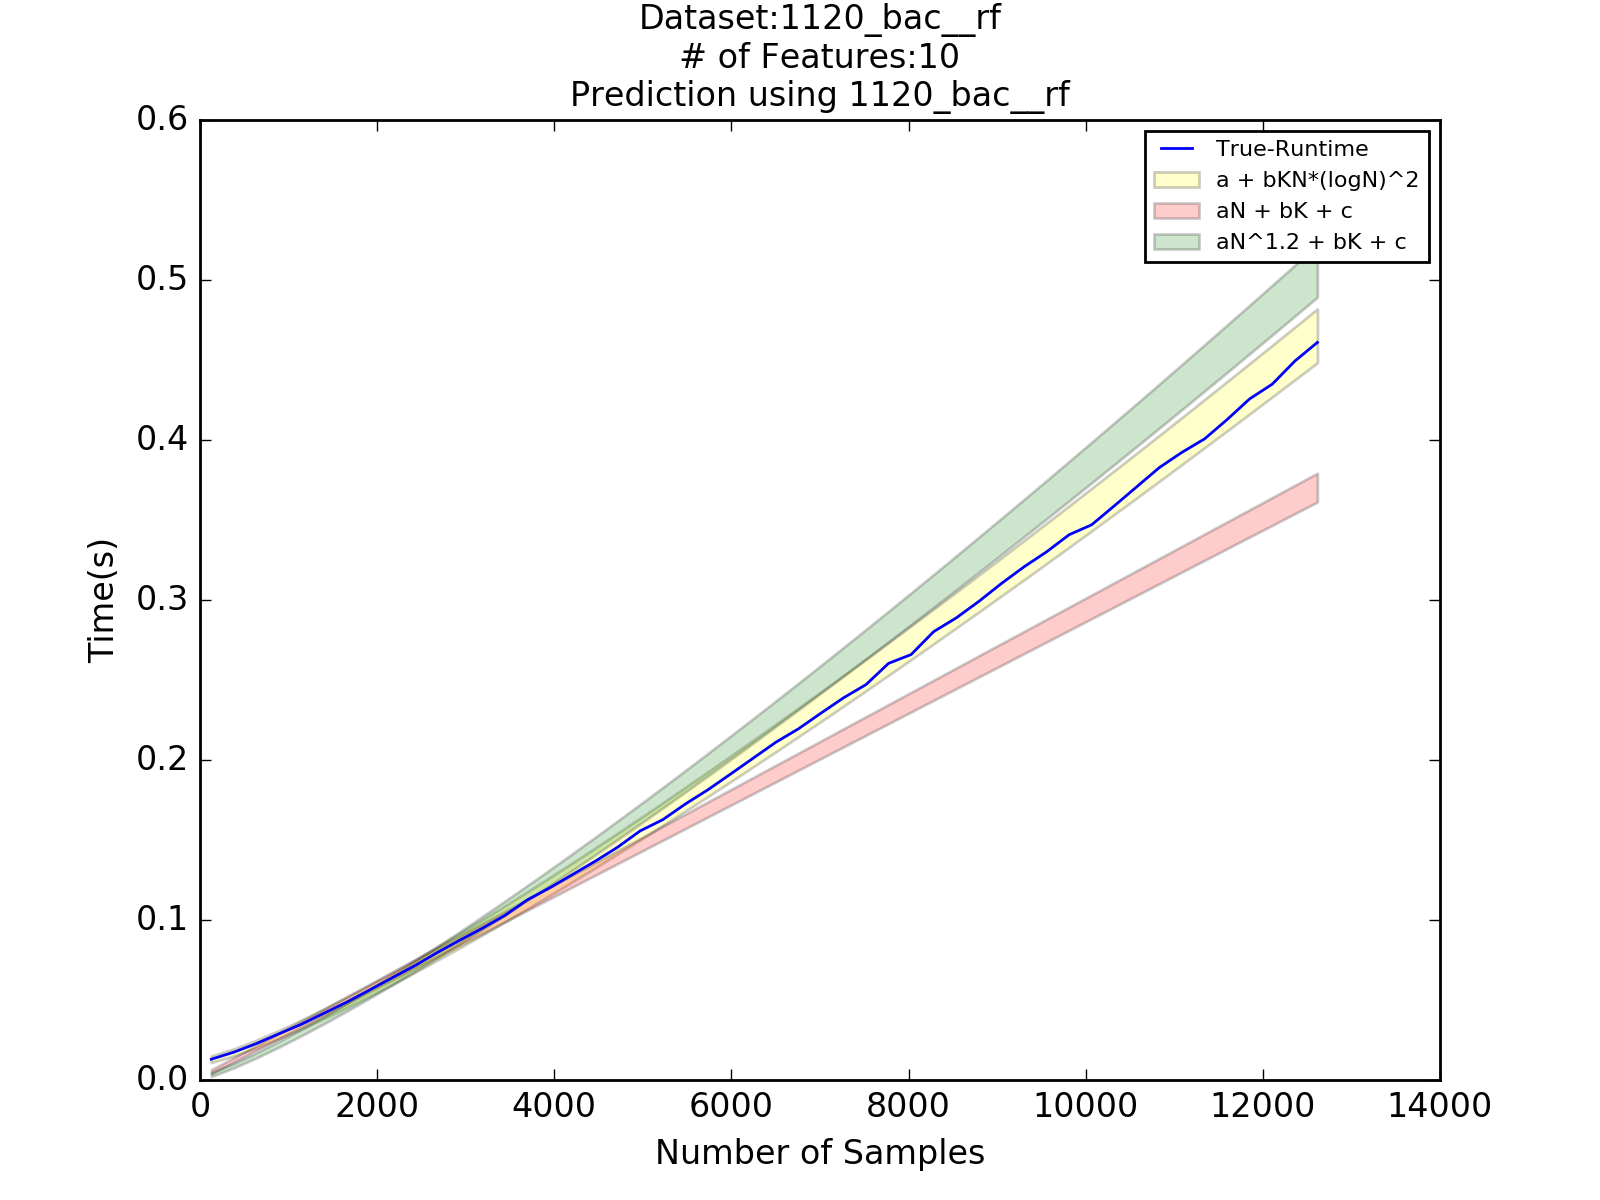 Dataset:1120_bac__rf
# of Features:10
Prediction using 1120_bac__rf
0.6
0.5
0.4
0.3
0.2
0.1
0.0
Time(s)
True-Runtime
a + bKN*(logN)^2
aN + bK + c
aN^1.2 + bK + c
0 2000 4000 6000 8000 10000 12000 14000
Number of Samples